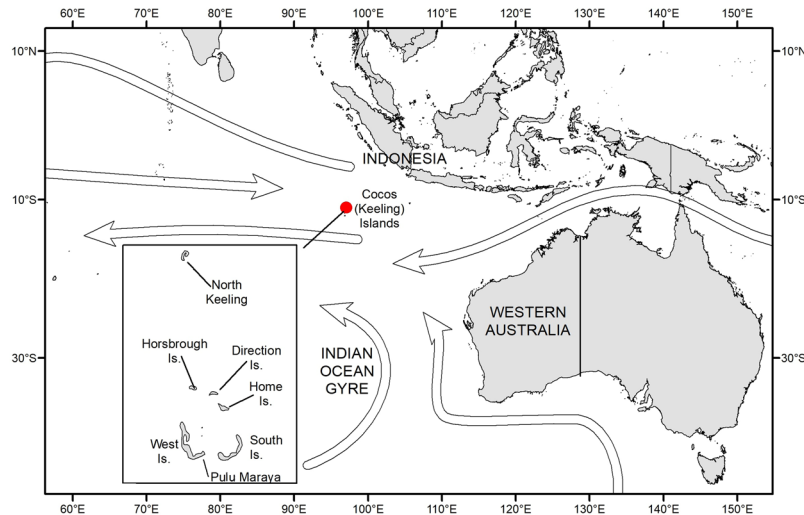 60°E 70°E 80°E 90°E 100°E 110°E 120°E 130°E 140°E 150°E
10°N 10°N
INDONESIA
10°S 10°S
Cocos
(Keeling)
Islands
North
Keeling
WESTERN
AUSTRALIA
Horsbrough
Is.
Direction
Is.
INDIAN
OCEAN
GYRE
30°S 30°S
Home
Is.
West
Is.
South
Is.
Pulu Maraya
60°E 70°E 80°E 90°E 100°E 110°E 120°E 130°E 140°E 150°E